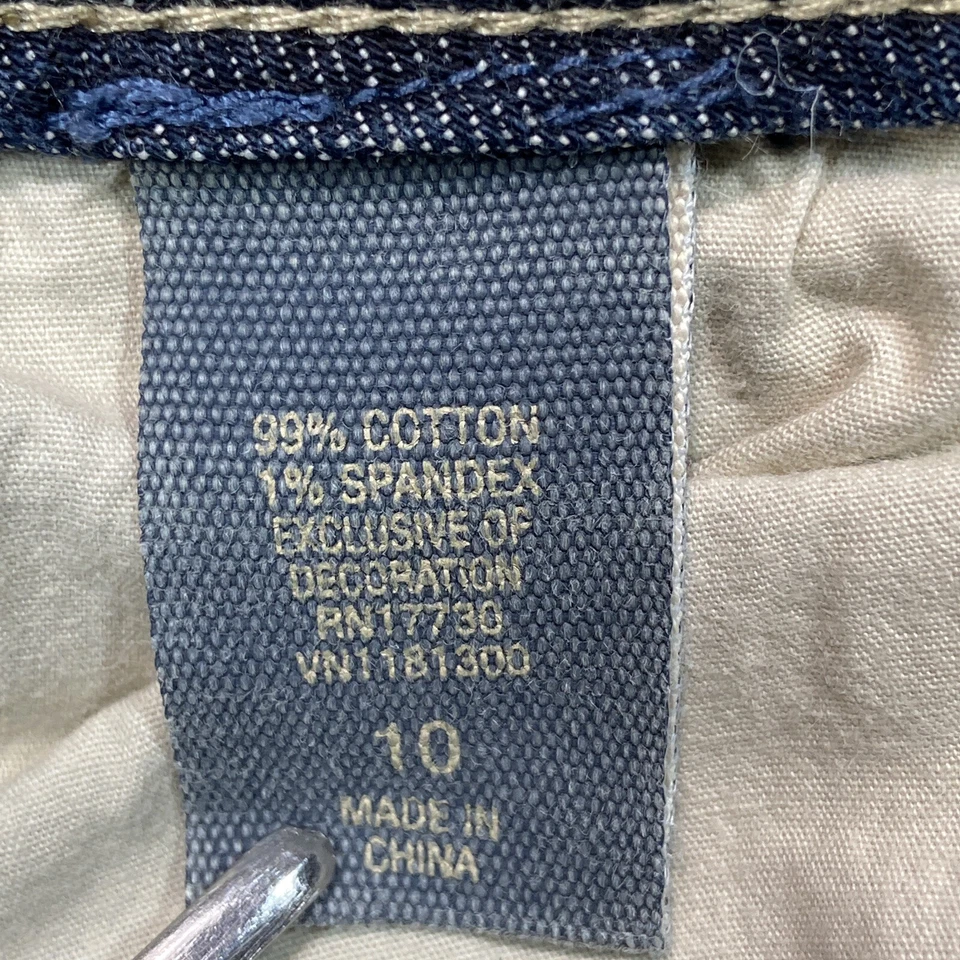 99% COTTON
1% SPANDEX
EXCLUSIVE OF
DECORATION
RN17730
VN1181300
10
MADE IN
CHINA